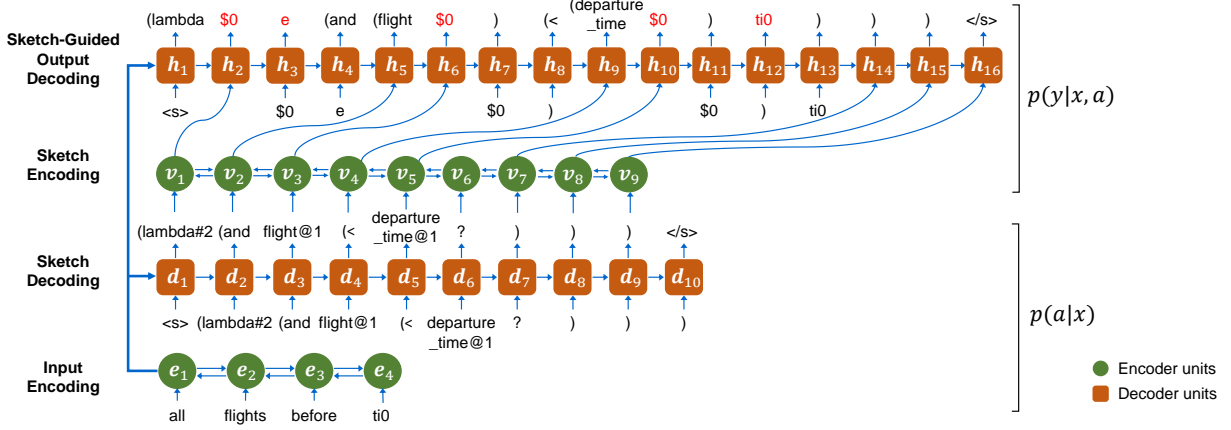 (lambda $0 e (and (flight $0 ) (< (departure _time $0 ) ti0 ) ) ) </s>
Sketch-Guided
Output
Decoding
h1 h2 h3 h4 h5 h6 h7 h8 h9 h10 h11 h12 h13 h14 h15 h16
<s> $0 e $0 ) $0 ) ti0
p(y|x, a)
Sketch
Encoding
v1 v2 v3 v4 v5 v6 v7 v8 v9
(lambda#2 (and flight@1 (< departure _time@1 ? ) ) ) </s>
Sketch
Decoding
d1 d2 d3 d4 d5 d6 d7 d8 d9 d10
<s> (lambda#2 (and flight@1 (< departure _time@1 ? ) ) )
p(a|x)
Input
Encoding
e1 e2 e3 e4
all flights before ti0
Encoder units
Decoder units